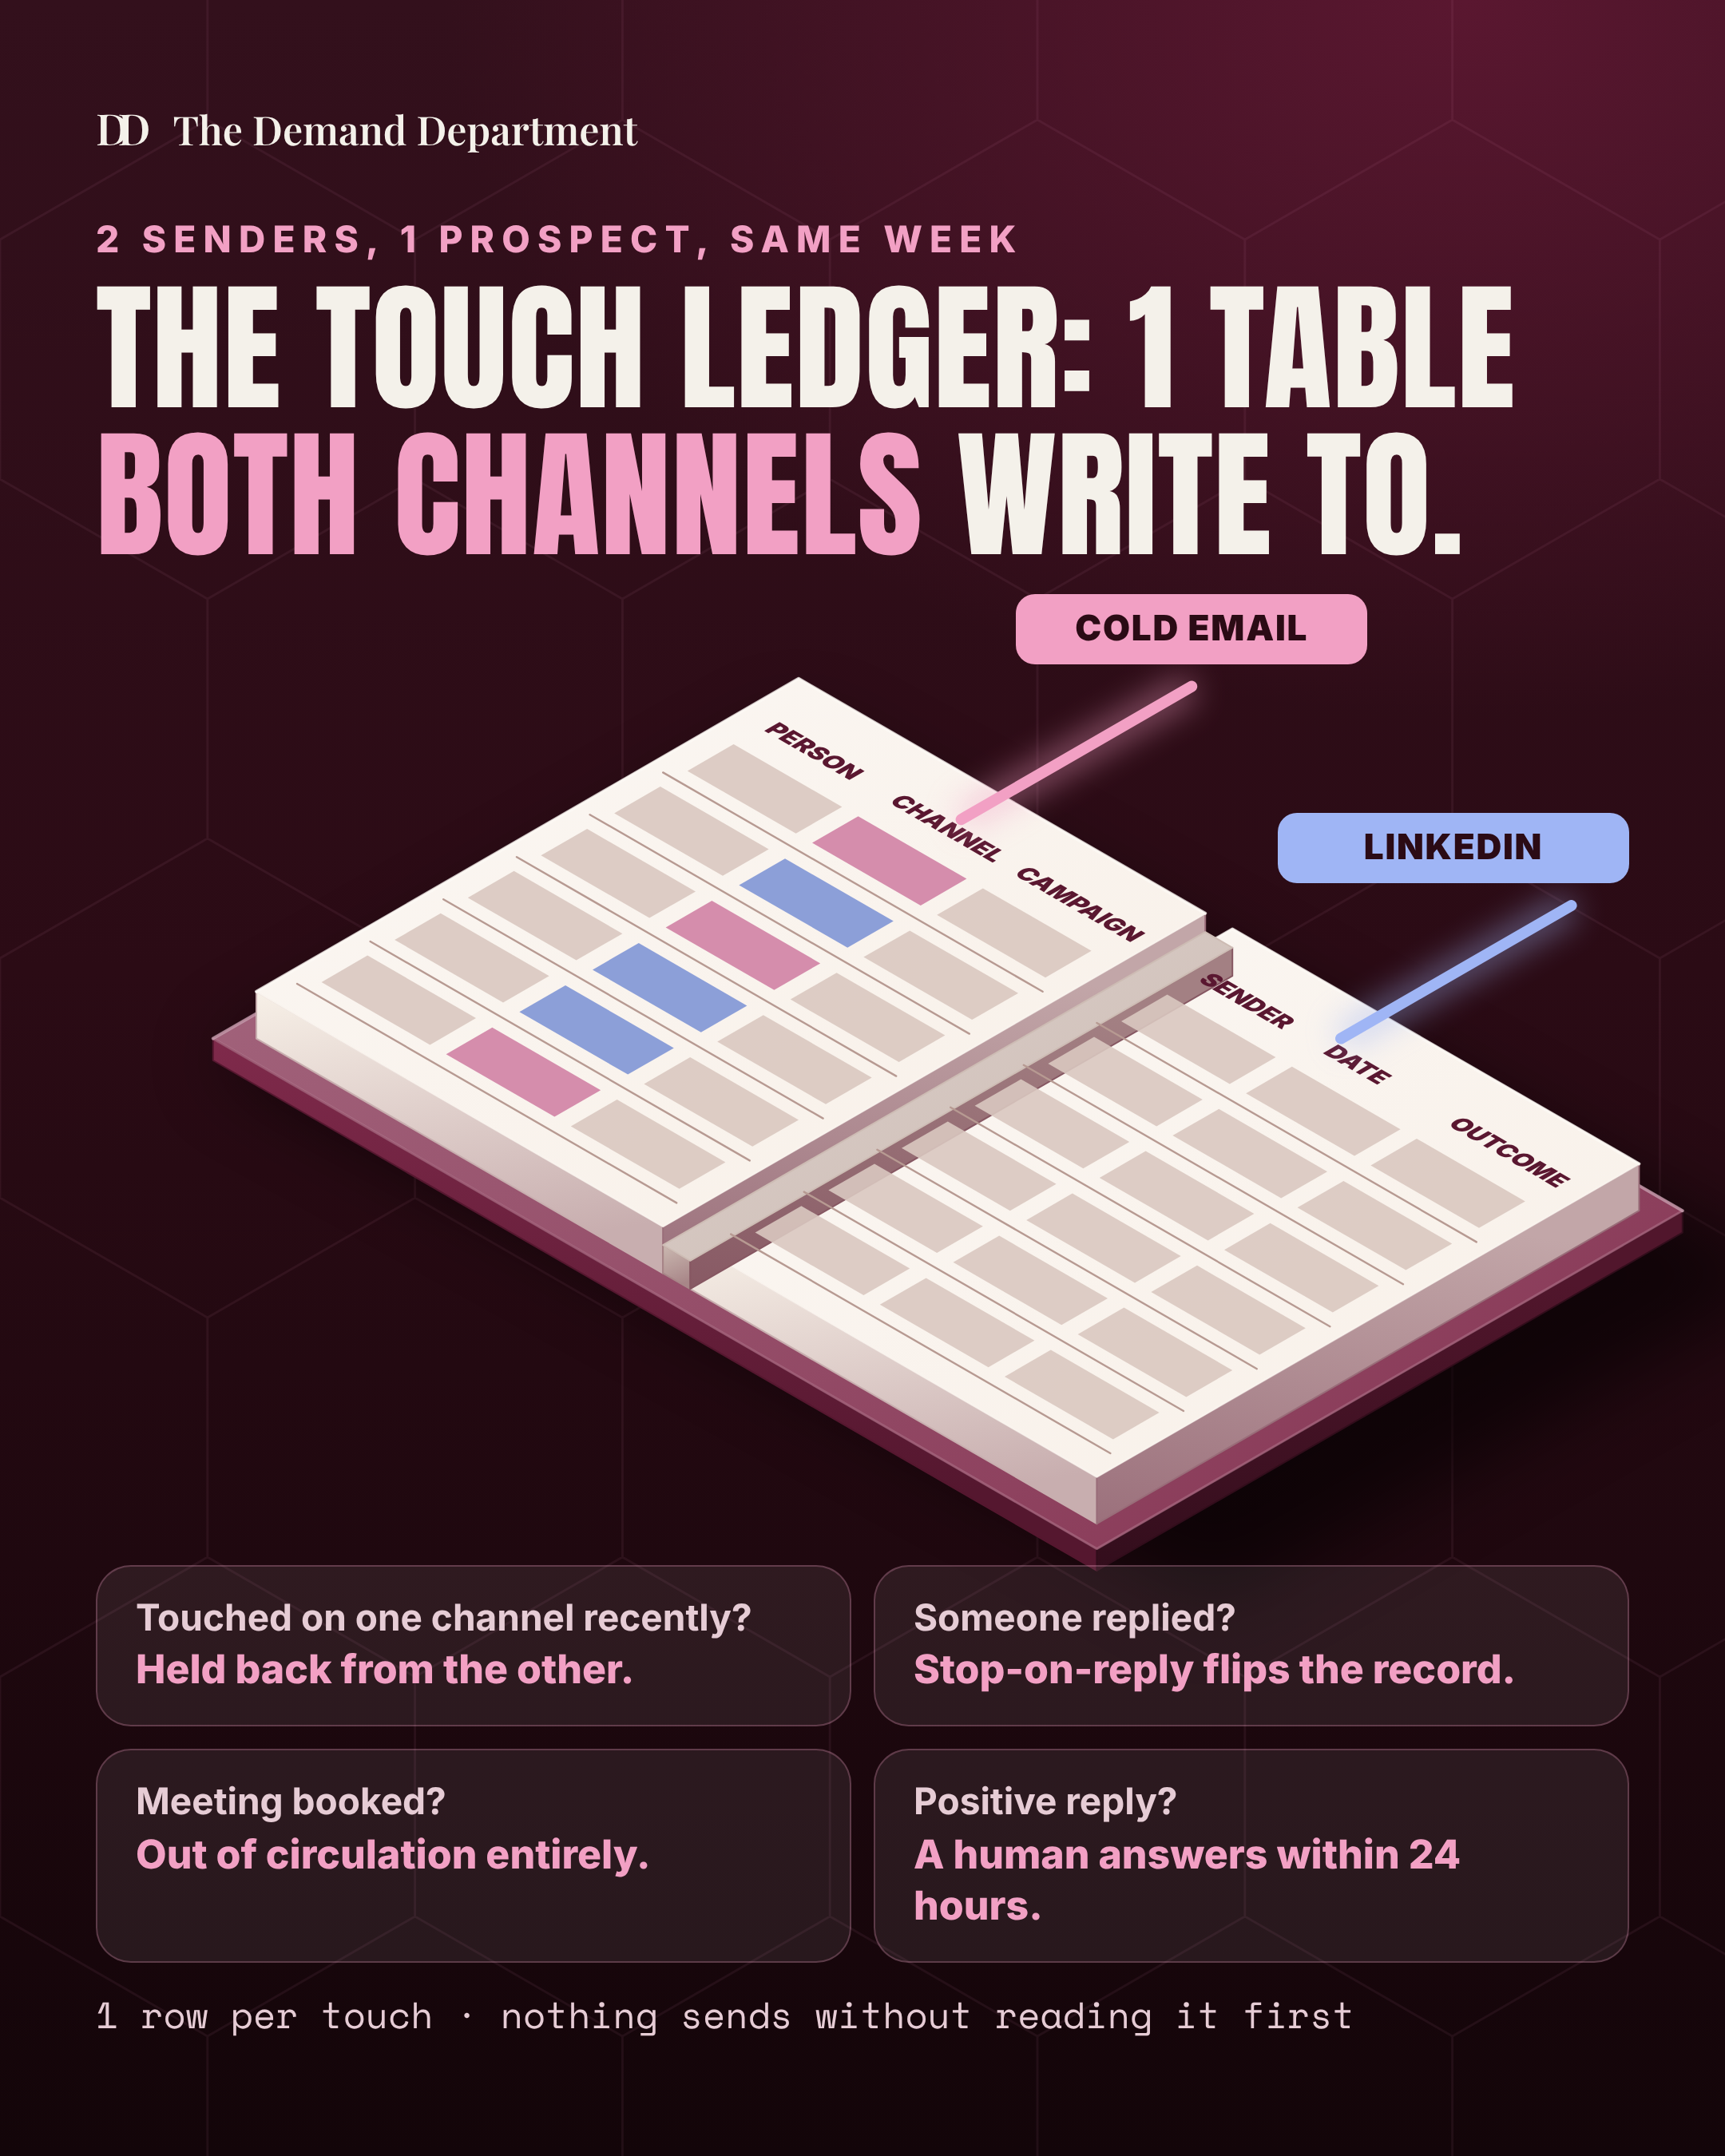 DD The Demand Department
2 SENDERS, 1 PROSPECT, SAME WEEK
THE TOUCH LEDGER: 1 TABLE
BOTH CHANNELS WRITE TO.
COLD EMAIL
LINKEDIN
PERSON
CHANNEL
CAMPAIGN
SENDER
DATE
OUTCOME
Touched on one channel recently?
Held back from the other.
Someone replied?
Stop-on-reply flips the record.
Meeting booked?
Out of circulation entirely.
Positive reply?
A human answers within 24
hours.
1 row per touch · nothing sends without reading it first